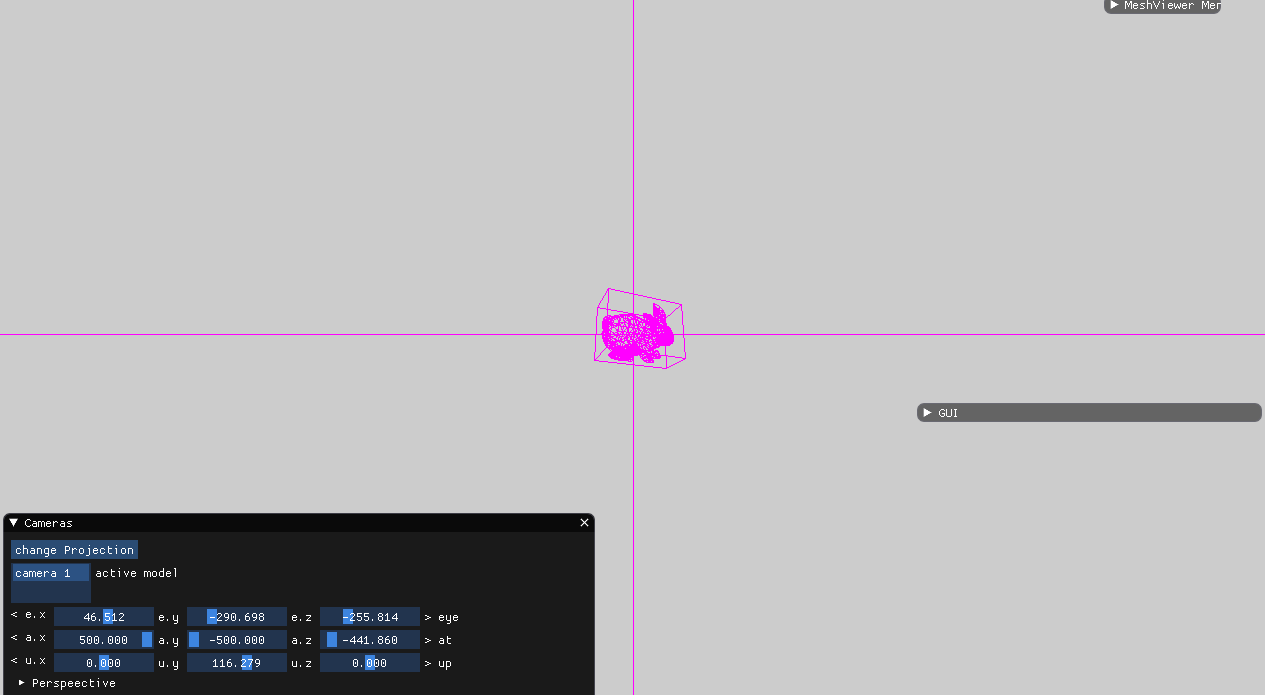 MeshViewer Mer
GUI
Cameras
change Projection
camera 1 active model
< e.x 46.512 e.y -290.698 e.z -255.814 > eye
< a.x 500.000 a.y -500.000 a.z -441.860 > at
< u.x 0.000 u.y 116.279 u.z 0.000 > up
Perspeective